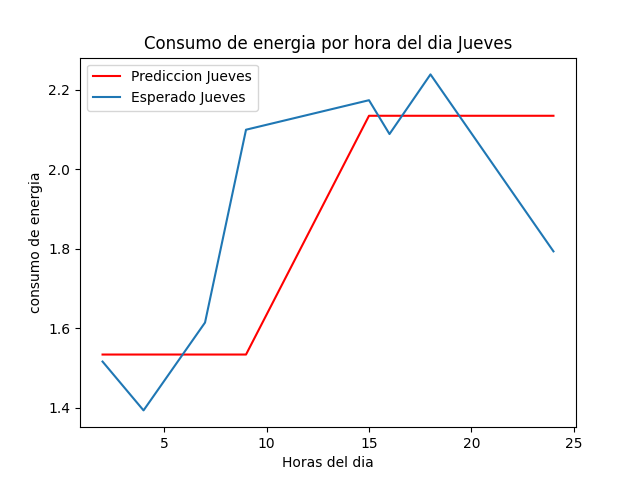 Consumo de energia por hora del dia Jueves
Prediccion Jueves
Esperado Jueves
consumo de energia
2.2
2.0
1.8
1.6
1.4
5
10
15
20
25
Horas del dia